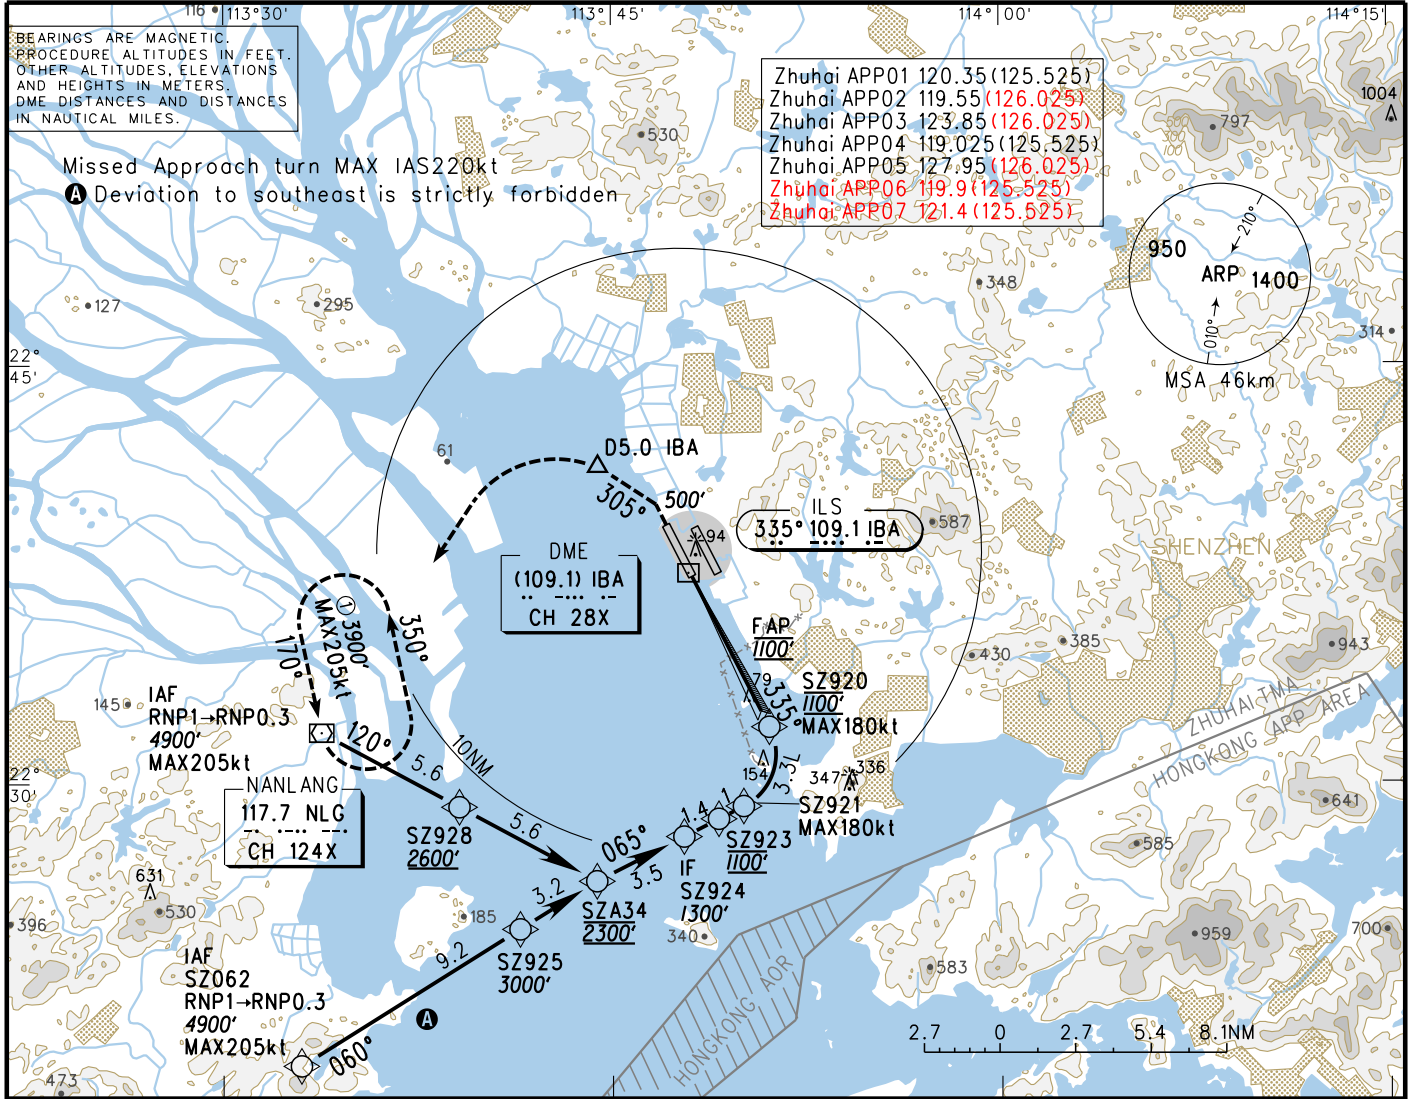 116
113°30'
113°45'
114°00'
114°15'
BEARINGS ARE MAGNETIC.
PROCEDURE ALTITUDES IN FEET.
OTHER ALTITUDES, ELEVATIONS
AND HEIGHTS IN METERS.
DME DISTANCES AND DISTANCES
IN NAUTICAL MILES.
Missed Approach turn MAX IAS220kt
A Deviation to southeast is strictly forbidden
Zhuhai APP01 120.35(125.525)
Zhuhai APP02 119.55(126.025)
Zhuhai APP03 123.85(126.025)
Zhuhai APP04 119.025(125.525)
Zhuhai APP05 127.95(126.025)
Zhuhai APP06 119.9(125.525)
Zhuhai APP07 121.4(125.525)
530
1004
797
600
300
100
210°
950
ARP
1400
010°
MSA 46km
348
314
127
295
22°
45'
61
D5.0 IBA
305°
500'
94
ILS
335° 109.1 IBA
587
SHENZHEN
DME
(109.1) IBA
CH 28X
FAP
1100'
385
430
943
79
335°
SZ920
1100'
MAX180kt
① 3900'
MAX205kt
170°
350°
145
IAF
RNP1→RNP0.3
4900'
MAX205kt
120°
5.6
10NM
ZHUHAI TMA
HONGKONG APP AREA
22°
30'
NANLANG
117.7 NLG
CH 124X
SZ928
2600'
5.6
154
3.3L
347
336
SZ921
MAX180kt
641
1.4
1
SZ923
1100'
065°
3.5
IF
SZ924
1300'
585
631
530
396
185
3.2
SZA34
2300'
340
959
700
583
IAF
SZ062
RNP1→RNP0.3
4900'
MAX205kt
9.2
SZ925
3000'
A
060°
HONGKONG AOR
2.7 0 2.7 5.4 8.1NM
473